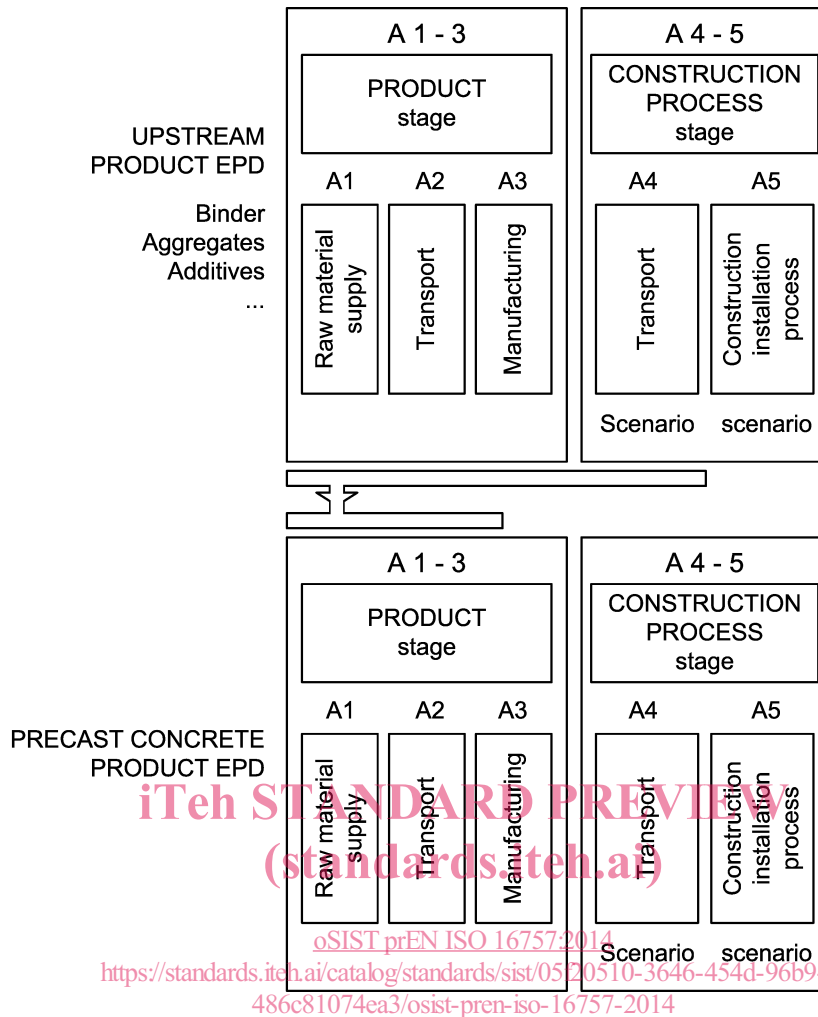 A 1 - 3
A 4 - 5
PRODUCT
stage
CONSTRUCTION
PROCESS
stage
UPSTREAM
PRODUCT EPD
Binder
Aggregates
Additives
...
A1
A2
A3
A4
A5
Raw material
supply
Transport
Manufacturing
Transport
Construction
installation
process
Scenario
scenario
A 1 - 3
A 4 - 5
PRODUCT
stage
CONSTRUCTION
PROCESS
stage
PRECAST CONCRETE
PRODUCT EPD
A1
A2
A3
A4
A5
Raw material
supply
Transport
Manufacturing
Transport
Construction
installation
process
Scenario
scenario
iTeh STANDARD PREVIEW
(standards.iteh.ai)
oSIST prEN ISO 16757:2014
https://standards.iteh.ai/catalog/standards/sist/05f20510-3646-454d-96b9-
486c81074ea3/osist-pren-iso-16757-2014